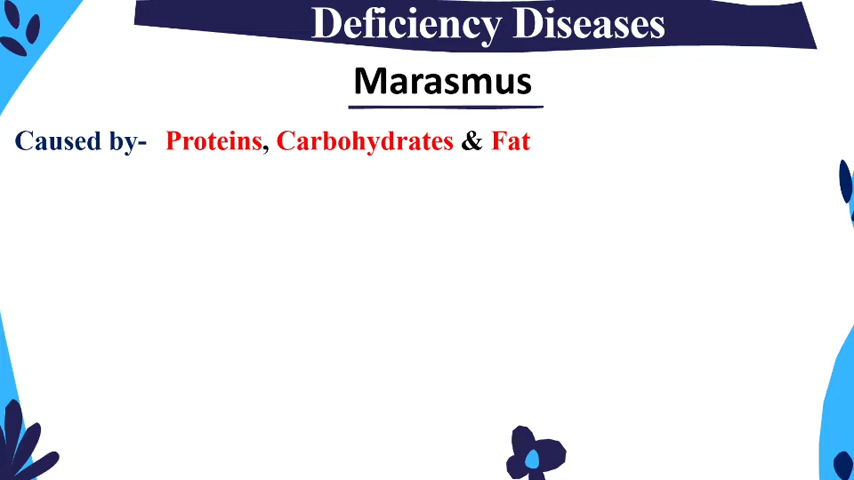 Deficiency Diseases
Marasmus
Caused by- Proteins, Carbohydrates & Fat